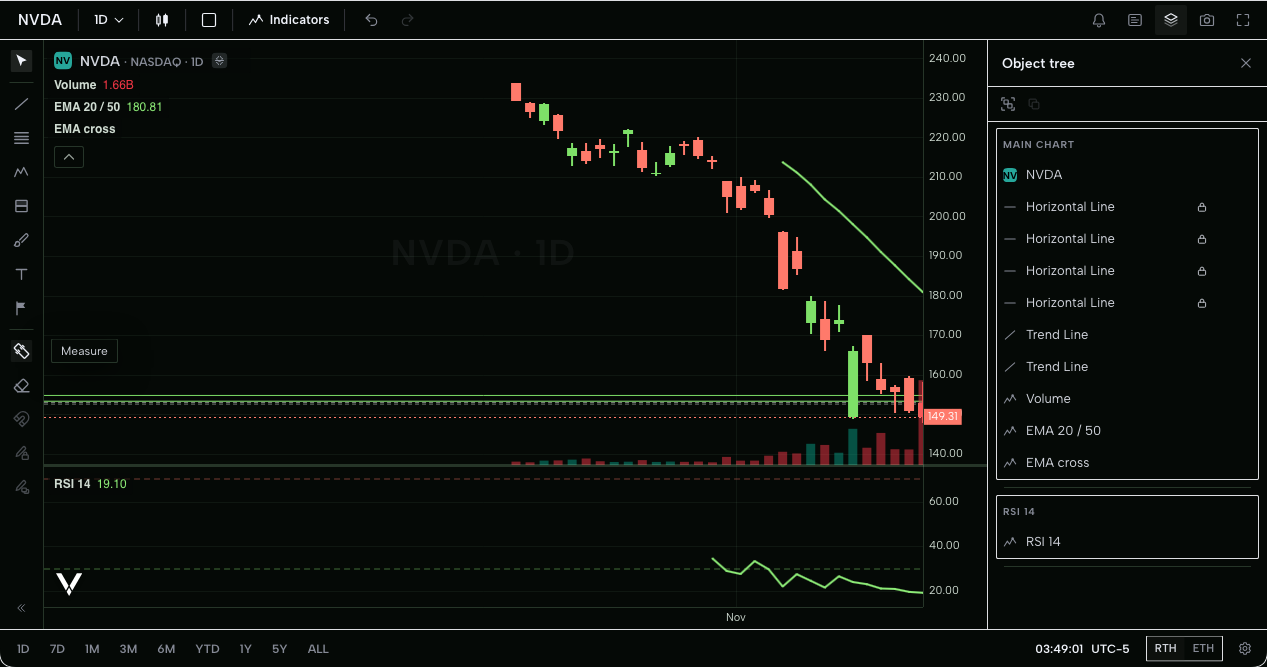 NVDA 1D Indicators
NV NVDA · NASDAQ · 1D
Volume 1.66B
EMA 20 / 50 180.81
EMA cross
NVDA · 1D
Measure
240.00
230.00
220.00
210.00
200.00
190.00
180.00
170.00
160.00
149.31
140.00
RSI 14 19.10
60.00
40.00
20.00
Nov
Object tree
MAIN CHART
NV NVDA
Horizontal Line
Horizontal Line
Horizontal Line
Horizontal Line
Trend Line
Trend Line
Volume
EMA 20 / 50
EMA cross
RSI 14
RSI 14
1D 7D 1M 3M 6M YTD 1Y 5Y ALL
03:49:01 UTC-5 RTH ETH